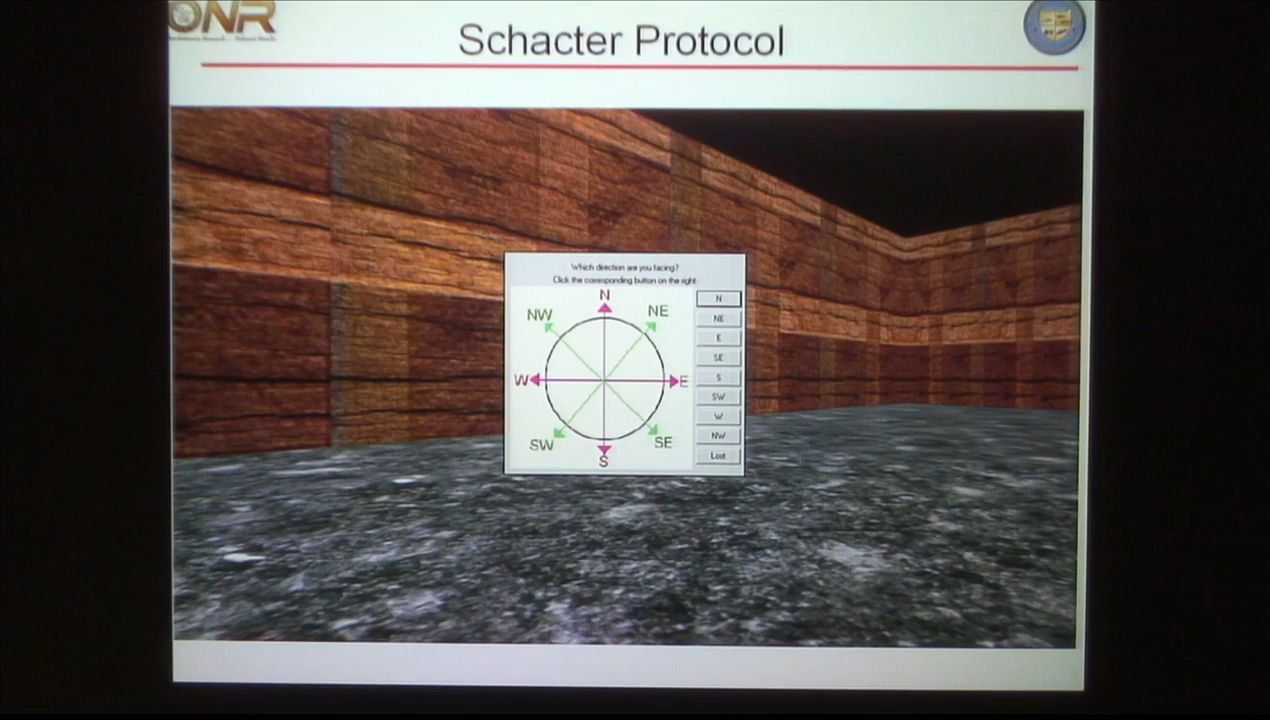 ONR
Schacter Protocol
Which direction are you facing?
Click the corresponding button on the right
N
NW
NE
W
E
SW
SE
S
N
NE
E
SE
S
SW
W
NW
Lost